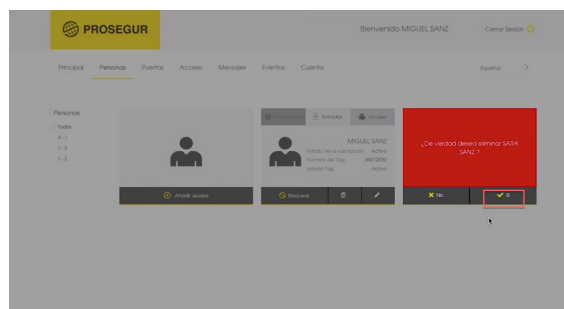 PROSEGUR
Bienvenido MIGUEL SANZ
Cerrar Sesión
Principal Personas Puertas Acceso Mensajes Eventos Cuenta
Español
Personas
Todos
A - I
J - R
S - Z
Añadir usuario
Entradas
Acceso
MIGUEL SANZ
Estado de la suscripción Activo
Número del Tag
estado Tag Activo
Bloquear
¿De verdad desea eliminar SARA
SANZ ?
No
Sí